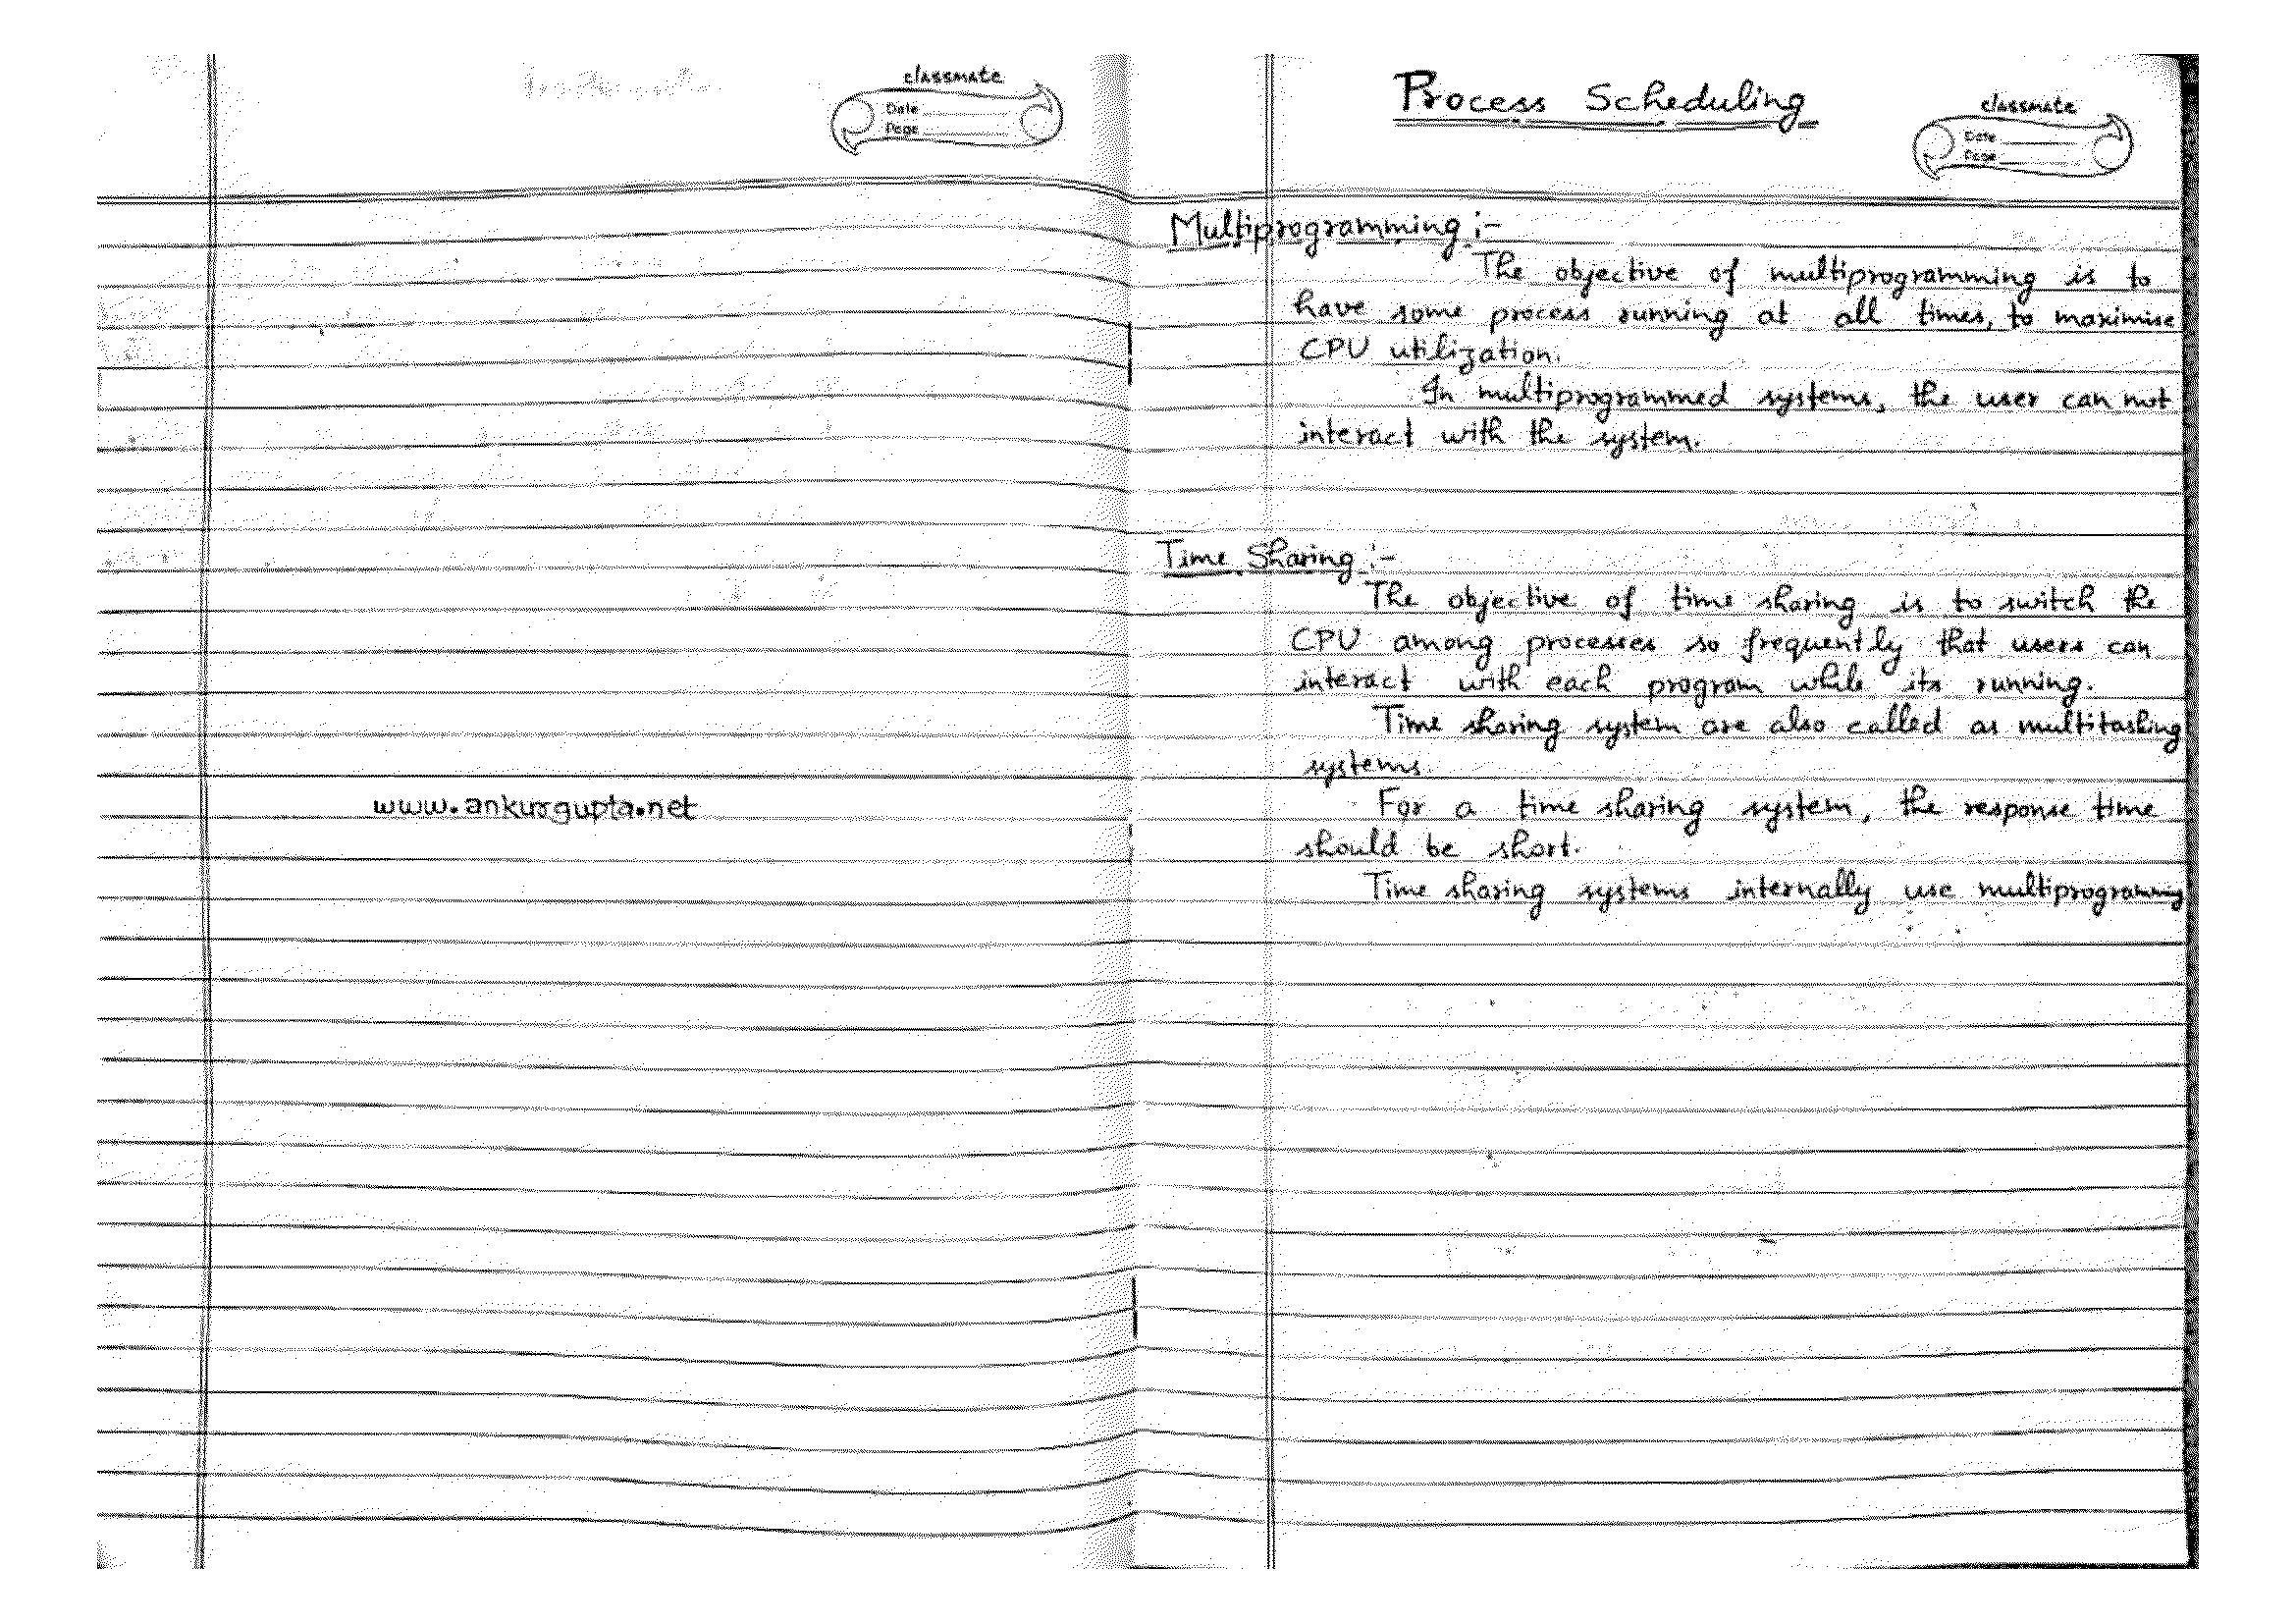 classmate
Date
Page
www.ankurgupta.net
Process Scheduling
classmate
Date
Page
Multiprogramming :-
The objective of multiprogramming is to
have some process running at all times, to maximise
CPU utilization.
In multiprogrammed systems, the user can not
interact with the system.
Time Sharing :-
The objective of time sharing is to switch the
CPU among processes so frequently that users can
interact with each program while its running.
Time sharing system are also called as multitasking
systems.
For a time sharing system, the response time
should be short.
Time sharing systems internally use multiprogramming